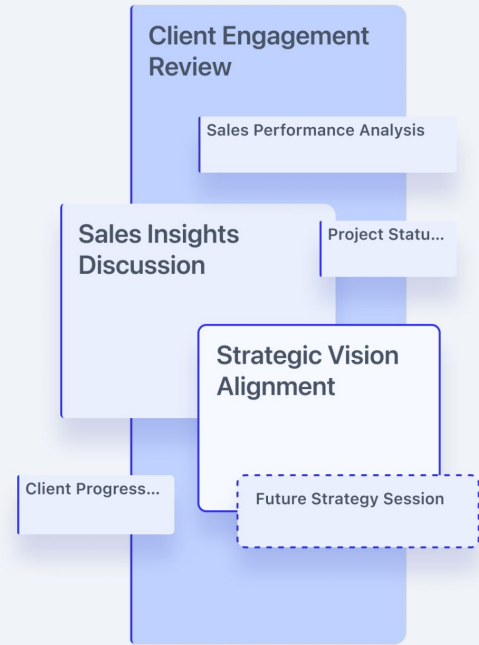 Client Engagement
Review
Sales Performance Analysis
Sales Insights
Discussion
Project Statu...
Strategic Vision
Alignment
Client Progress...
Future Strategy Session